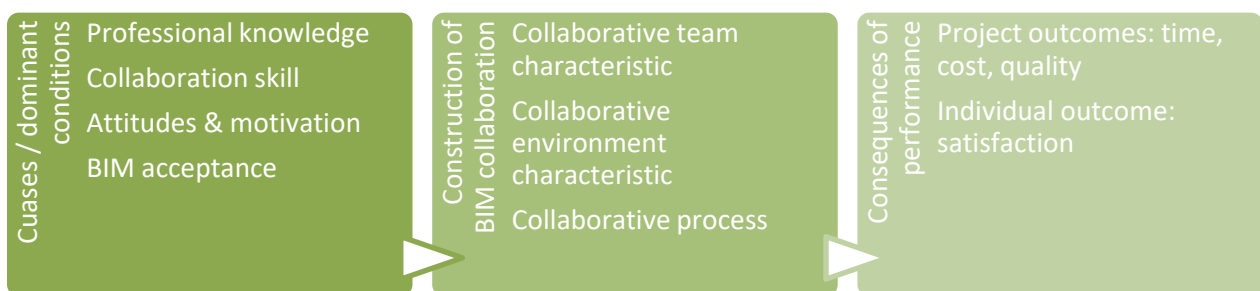 Cuases / dominant
conditions
Professional knowledge
Collaboration skill
Attitudes & motivation
BIM acceptance
Construction of
BIM collaboration
Collaborative team
characteristic
Collaborative
environment
characteristic
Collaborative process
Consequences of
performance
Project outcomes: time,
cost, quality
Individual outcome:
satisfaction